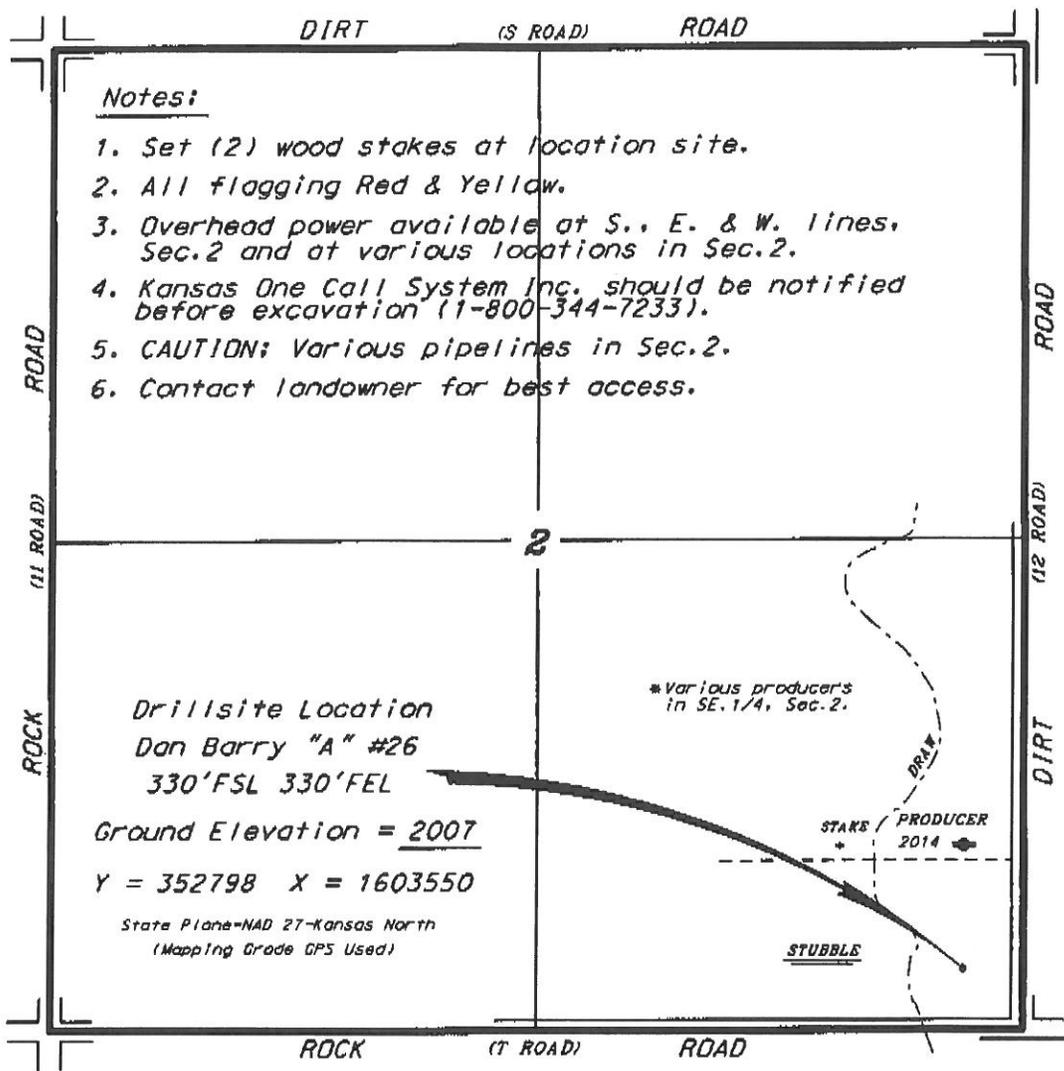 DIRT (S ROAD) ROAD
Notes:
1. Set (2) wood stakes at location site.
2. All flagging Red & Yellow.
3. Overhead power available at S., E. & W. lines,
Sec.2 and at various locations in Sec.2.
4. Kansas One Call System Inc. should be notified
before excavation (1-800-344-7233).
5. CAUTION: Various pipelines in Sec.2.
6. Contact landowner for best access.
ROAD
(11 ROAD)
ROCK
ROAD
(12 ROAD)
DIRT
2
*Various producers
in SE.1/4, Sec.2.
Drillsite Location
Dan Barry "A" #26
330'FSL 330'FEL
Ground Elevation = 2007
Y = 352798 X = 1603550
State Plane-NAD 27-Kansas North
(Mapping Grade GPS Used)
DRAW
STAKE
PRODUCER
2014
STUBBLE
ROCK (T ROAD) ROAD